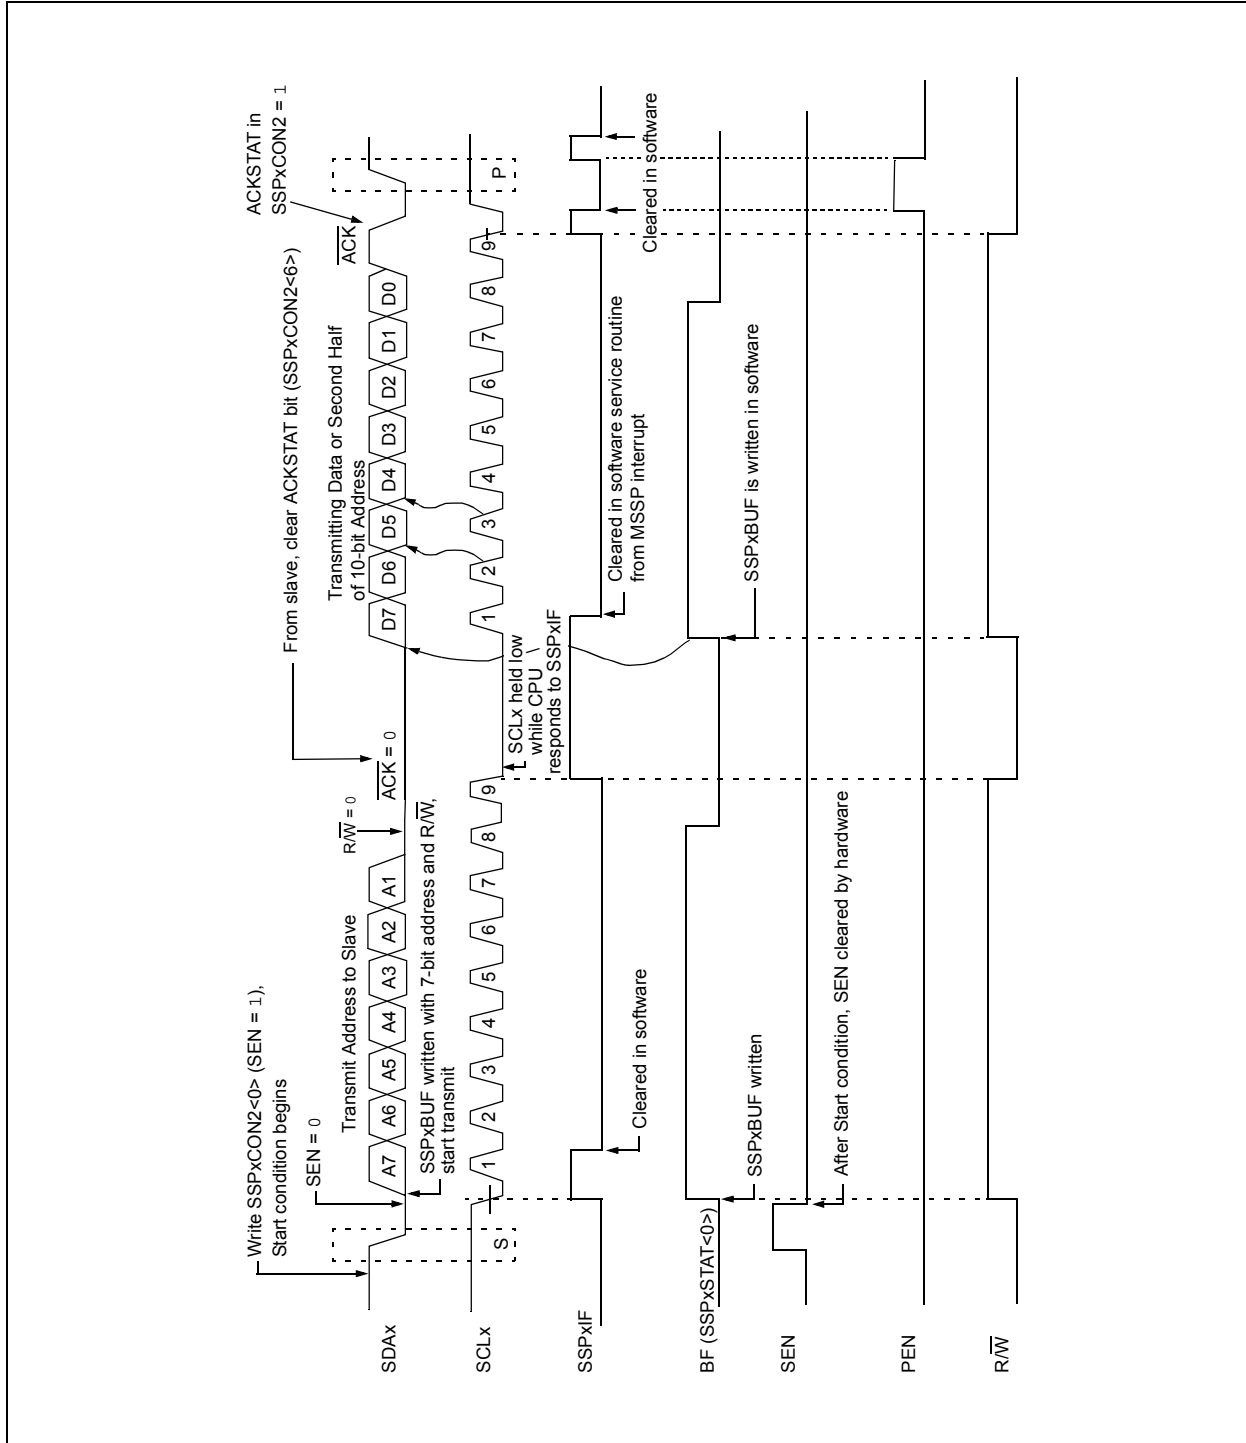 Write SSPxCON2<0> (SEN = 1),
Start condition begins
SEN = 0
Transmit Address to Slave
R/W = 0
From slave, clear ACKSTAT bit (SSPxCON2<6>)
ACK = 0
Transmitting Data or Second Half
of 10-bit Address
ACKSTAT in
SSPxCON2 = 1
ACK
SDAx
A7 A6 A5 A4 A3 A2 A1
D7 D6 D5 D4 D3 D2 D1 D0
SSPxBUF written with 7-bit address and R/W,
start transmit
SCLx
S
1 2 3 4 5 6 7 8 9
1 2 3 4 5 6 7 8 9
P
SCLx held low
while CPU
responds to SSPxIF
SSPxIF
Cleared in software
Cleared in software service routine
from MSSP interrupt
Cleared in software
BF (SSPxSTAT<0>)
SSPxBUF written
SSPxBUF is written in software
SEN
After Start condition, SEN cleared by hardware
PEN
R/W